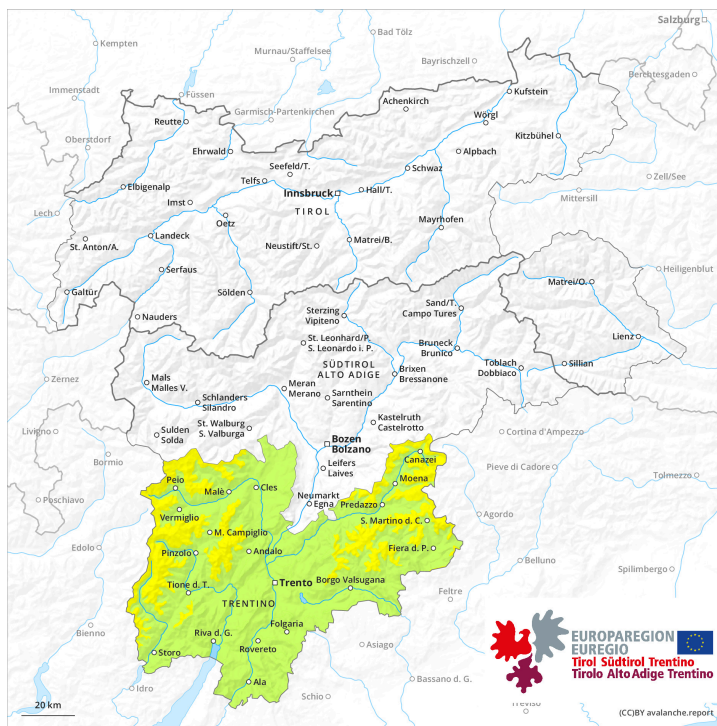 Salzburg
Bad Tölz
Kempten
Murnau/Staffelsee
Bayrischzell
Berchtesgaden
Immenstadt
Füssen
Garmisch-Partenkirchen
Achenkirch
Kufstein
Reutte
Wörgl
Oberstdorf
Ehrwald
Kitzbühel
Alpbach
Seefeld/T.
Schwaz
Zell/See
Telfs
Elbigenalp
Innsbruck
Hall/T.
Mittersill
Imst
TIROL
Lech
Oetz
Mayrhofen
St. Anton/A.
Landeck
Neustift/St.
Matrei/B.
Serfaus
Heiligenblut
Galtür
Sölden
Matrei/O.
Nauders
Sterzing
Vipiteno
Sand/T.
Campo Tures
Lienz
St. Leonhard/P.
S. Leonardo i. P.
Bruneck
Brunico
SÜDTIROL
ALTO ADIGE
Toblach
Dobbiaco
Sillian
Zernez
Mals
Malles V.
Meran
Merano
Brixen
Bressanone
Schlanders
Silandro
Sarnthein
Sarentino
Livigno
St. Walburg
S. Valburga
Kastelruth
Castelrotto
Sulden
Solda
Bozen
Bolzano
Cortina d'Ampezzo
Bormio
Canazei
Leifers
Laives
Pieve di Cadore
Tolmezzo
Poschiavo
Peio
Malè
Cles
Moena
Neumarkt
Egna
Predazzo
Vermiglio
Agordo
M. Campiglio
S. Martino d. C.
Edolo
Pinzolo
Andalo
Fiera d. P.
Belluno
Spilimbergo
Trento
Tione d. T.
Borgo Valsugana
Feltre
TRENTINO
Folgaria
Bienno
Riva d. G.
Rovereto
Asiago
Storo
Bassano d. G.
Ala
Idro
Schio
Treviso
EUROPAREGION
EUREGIO
Tirol Südtirol Trentino
Tirolo Alto Adige Trentino
20 km
(CC)BY avalanche.report